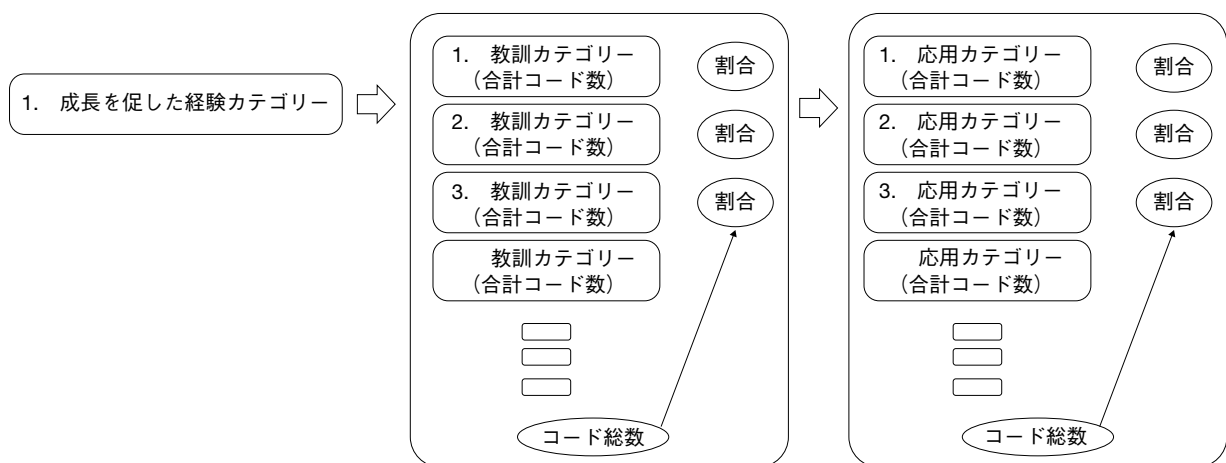 1. 成長を促した経験カテゴリー
1. 教訓カテゴリー
（合計コード数）
割合
2. 教訓カテゴリー
（合計コード数）
割合
3. 教訓カテゴリー
（合計コード数）
割合
教訓カテゴリー
（合計コード数）
コード総数
1. 応用カテゴリー
（合計コード数）
割合
2. 応用カテゴリー
（合計コード数）
割合
3. 応用カテゴリー
（合計コード数）
割合
応用カテゴリー
（合計コード数）
コード総数